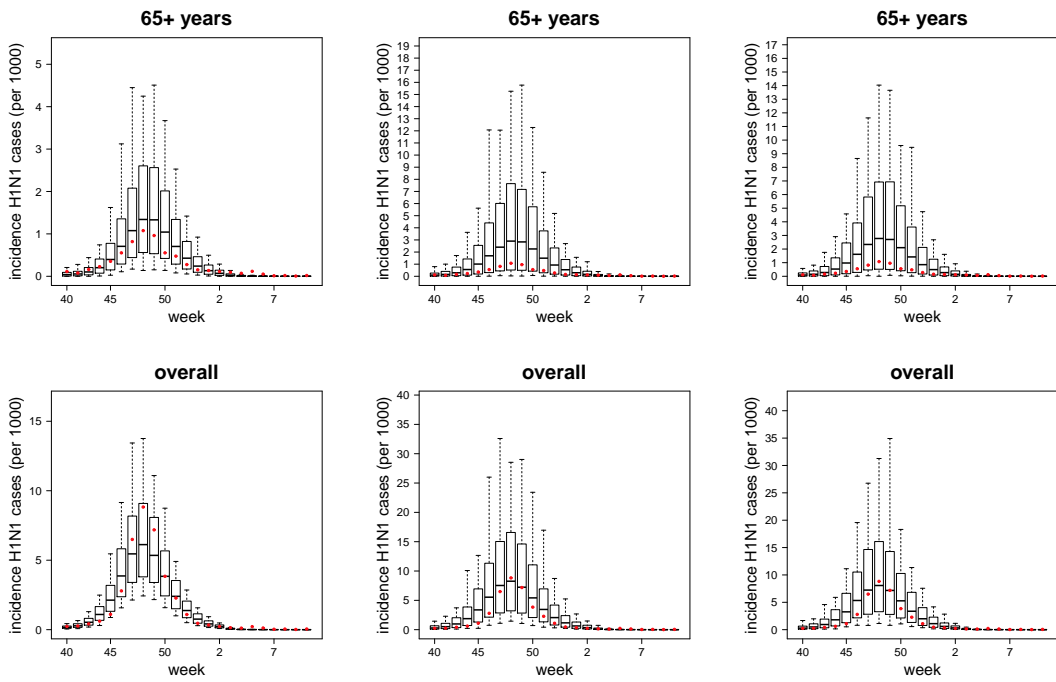 65+ years
65+ years
65+ years
incidence H1N1 cases (per 1000)
0 1 2 3 4 5
40 45 50 2 7
week
incidence H1N1 cases (per 1000)
0 1 2 3 4 5 6 7 8 9 10 11 12 13 14 15 16 17 18 19
40 45 50 2 7
week
incidence H1N1 cases (per 1000)
0 1 2 3 4 5 6 7 8 9 10 11 12 13 14 15 16 17
40 45 50 2 7
week
overall
overall
overall
incidence H1N1 cases (per 1000)
0 5 10 15
40 45 50 2 7
week
incidence H1N1 cases (per 1000)
0 5 10 15 20 25 30 35 40
40 45 50 2 7
week
incidence H1N1 cases (per 1000)
0 5 10 15 20 25 30 35 40
40 45 50 2 7
week